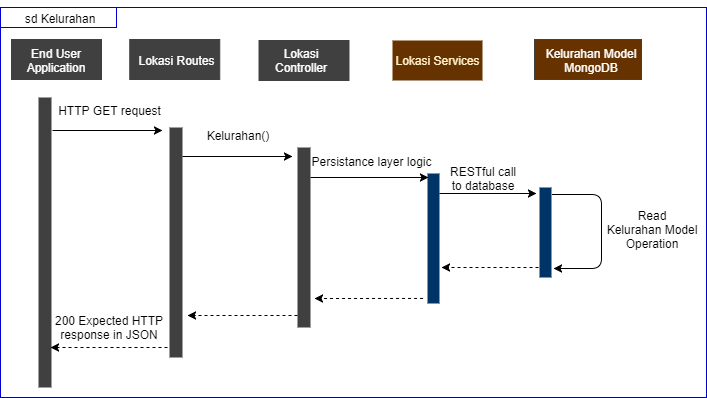 sd Kelurahan
End User
Application
Lokasi Routes
Lokasi
Controller
Lokasi Services
Kelurahan Model
MongoDB
HTTP GET request
Kelurahan()
Persistance layer logic
RESTful call
to database
Read
Kelurahan Model
Operation
200 Expected HTTP
response in JSON